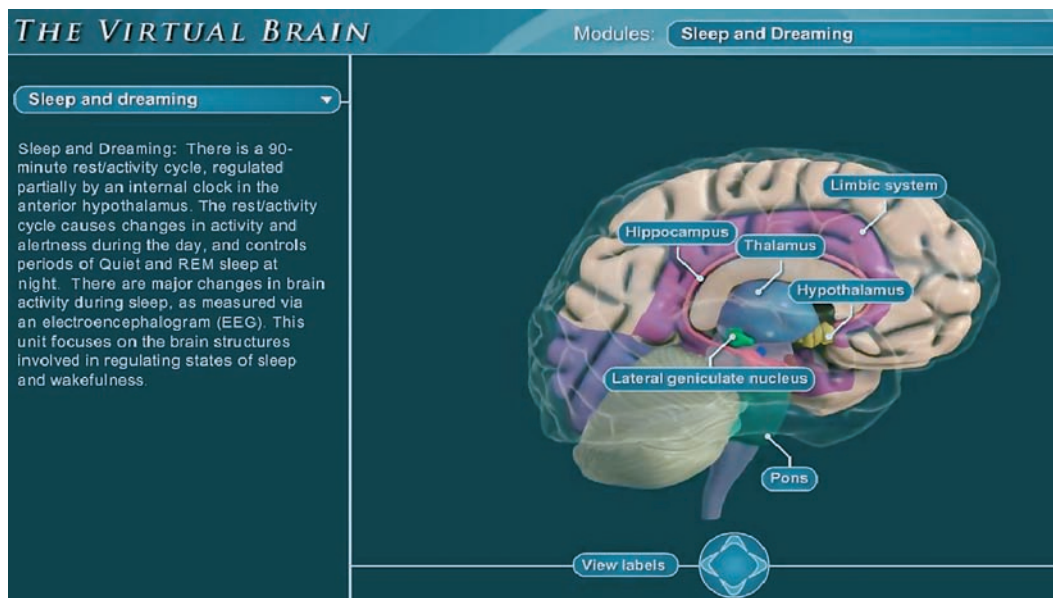 THE VIRTUAL BRAIN
Modules: Sleep and Dreaming
Sleep and dreaming
Sleep and Dreaming: There is a 90-
minute rest/activity cycle, regulated
partially by an internal clock in the
anterior hypothalamus. The rest/activity
cycle causes changes in activity and
alertness during the day, and controls
periods of Quiet and REM sleep at
night. There are major changes in brain
activity during sleep, as measured via
an electroencephalogram (EEG). This
unit focuses on the brain structures
involved in regulating states of sleep
and wakefulness.
Limbic system
Hippocampus
Thalamus
Hypothalamus
Lateral geniculate nucleus
Pons
View labels